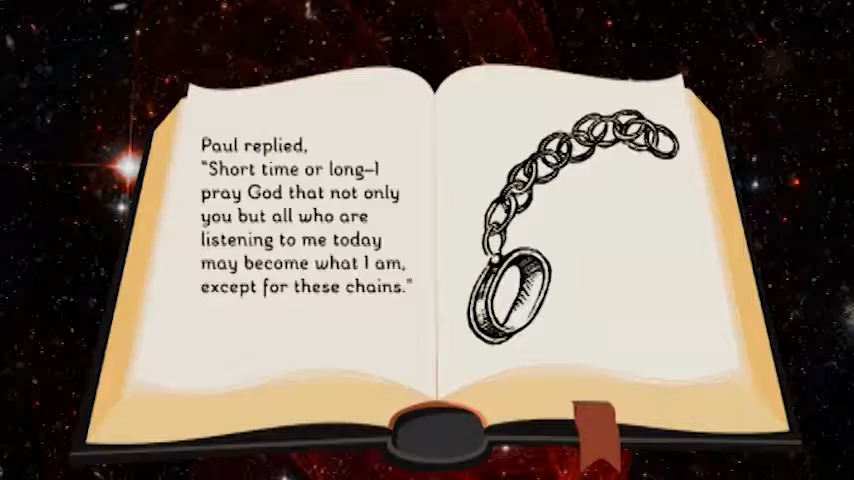 Paul replied,
"Short time or long—I
pray God that not only
you but all who are
listening to me today
may become what I am,
except for these chains."